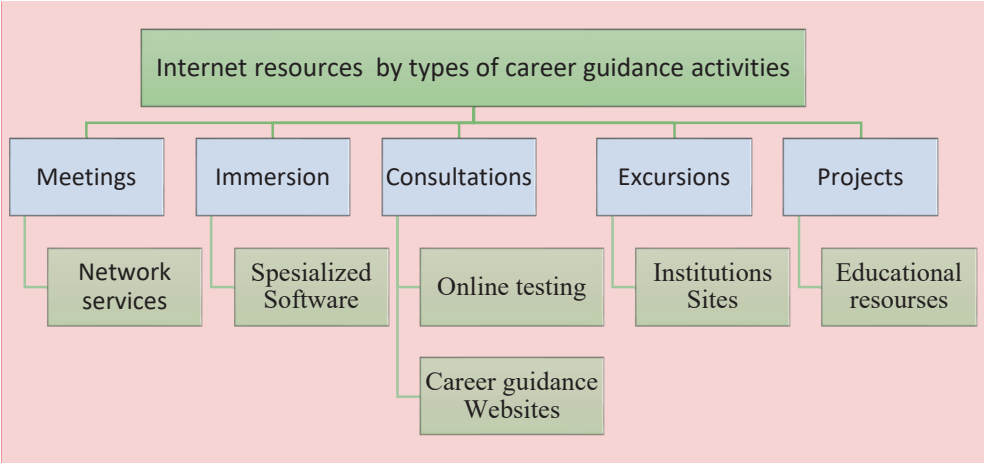 Internet resources  by types of career guidance activities
Meetings
Immersion
Consultations
Excursions
Projects
Network
services
Spesialized
Software
Online testing
Institutions
Sites
Educational
resourses
Career guidance
Websites